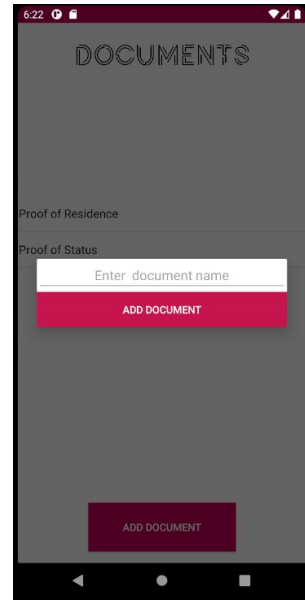 6:22
DOCUMENTS
Proof of Residence
Proof of Status
Enter document name
ADD DOCUMENT
ADD DOCUMENT